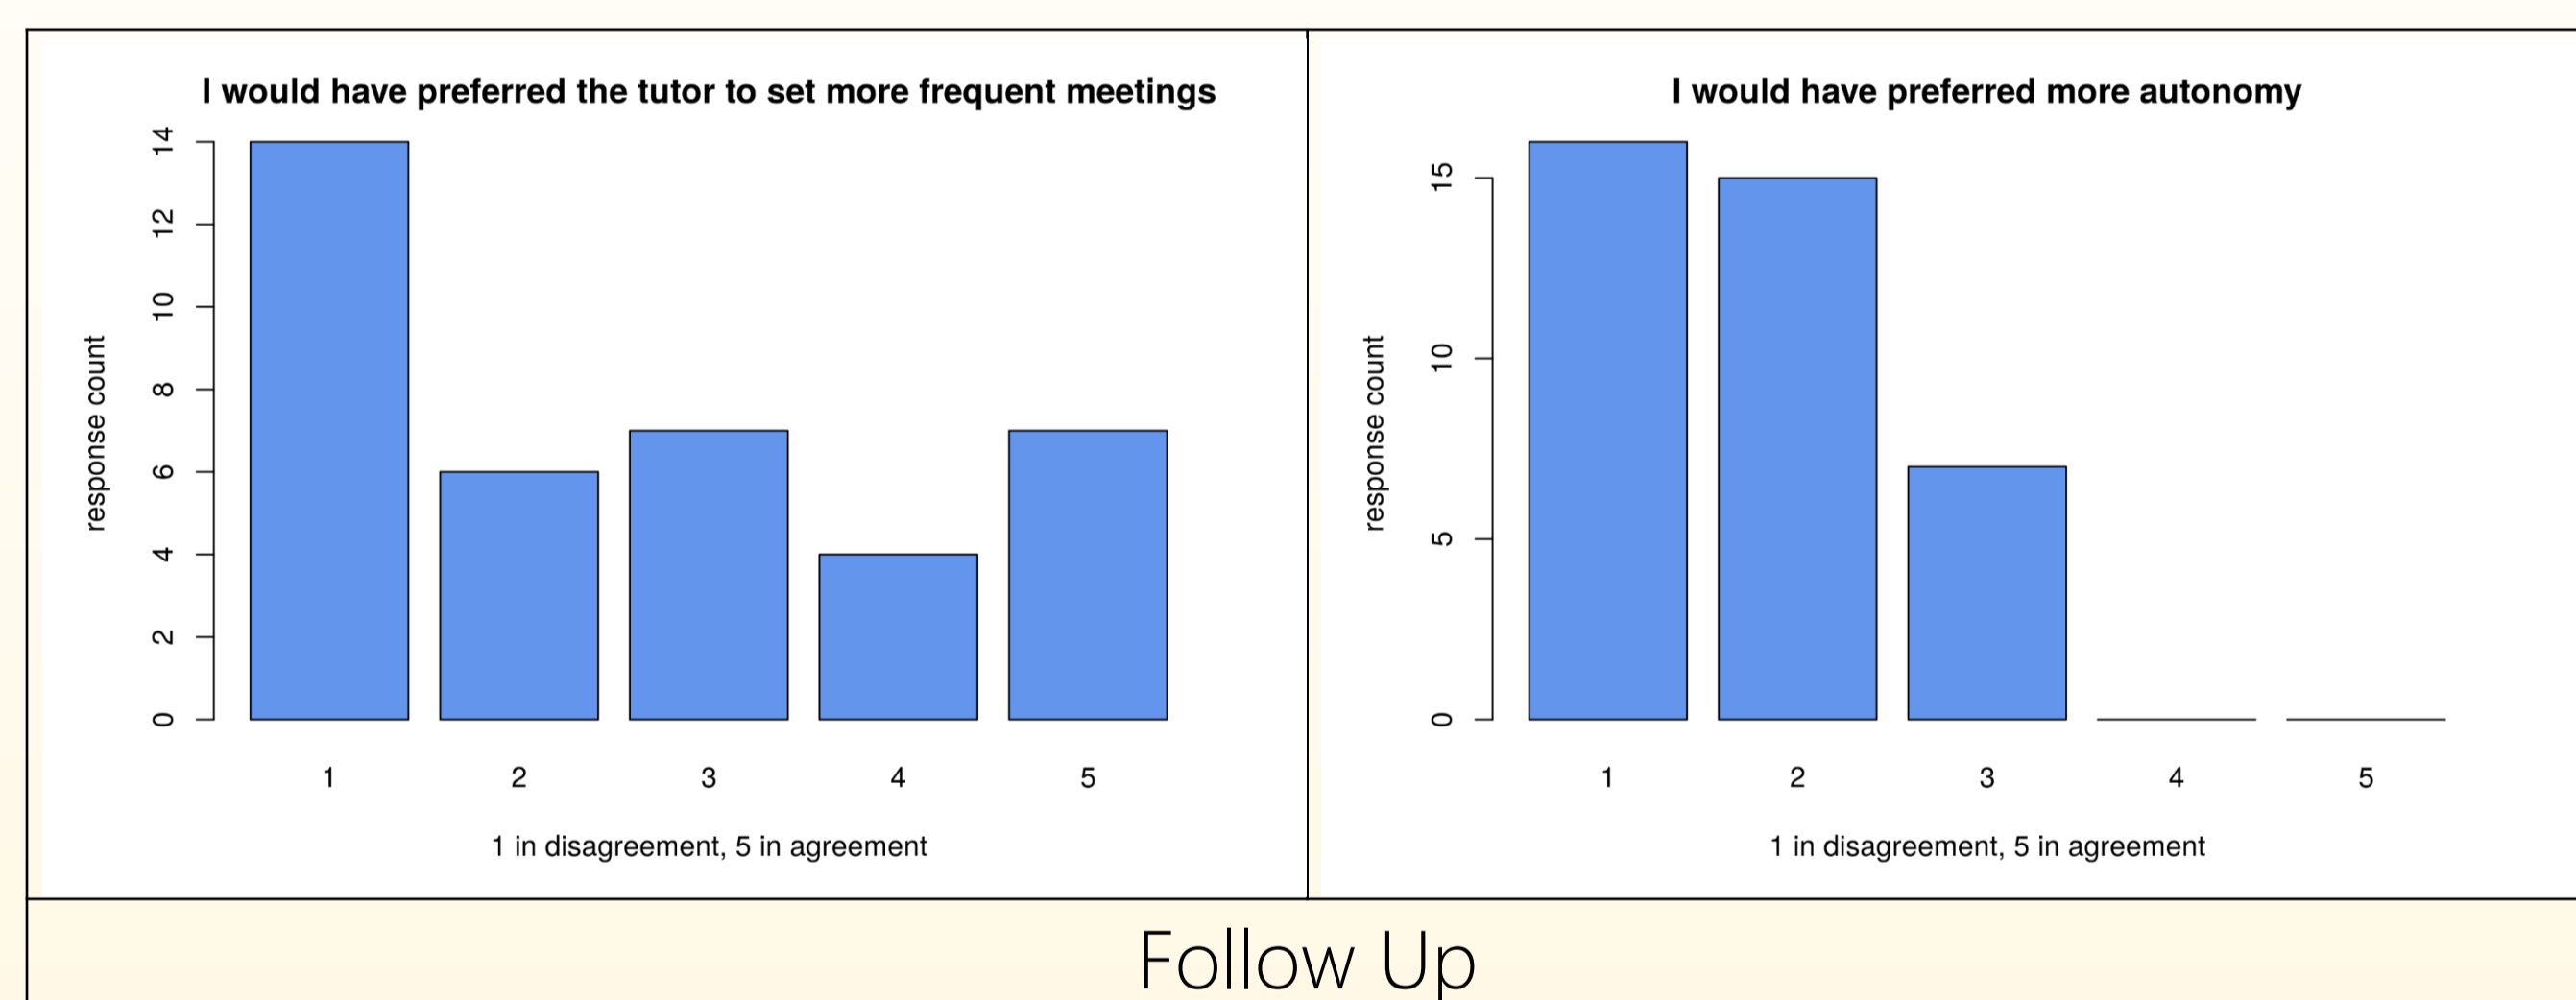 I would have preferred the tutor to set more frequent meetings
14
12
10
8
6
4
2
0
response count
1 2 3 4 5
1 in disagreement, 5 in agreement
I would have preferred more autonomy
15
10
5
0
response count
1 2 3 4 5
1 in disagreement, 5 in agreement
Follow Up